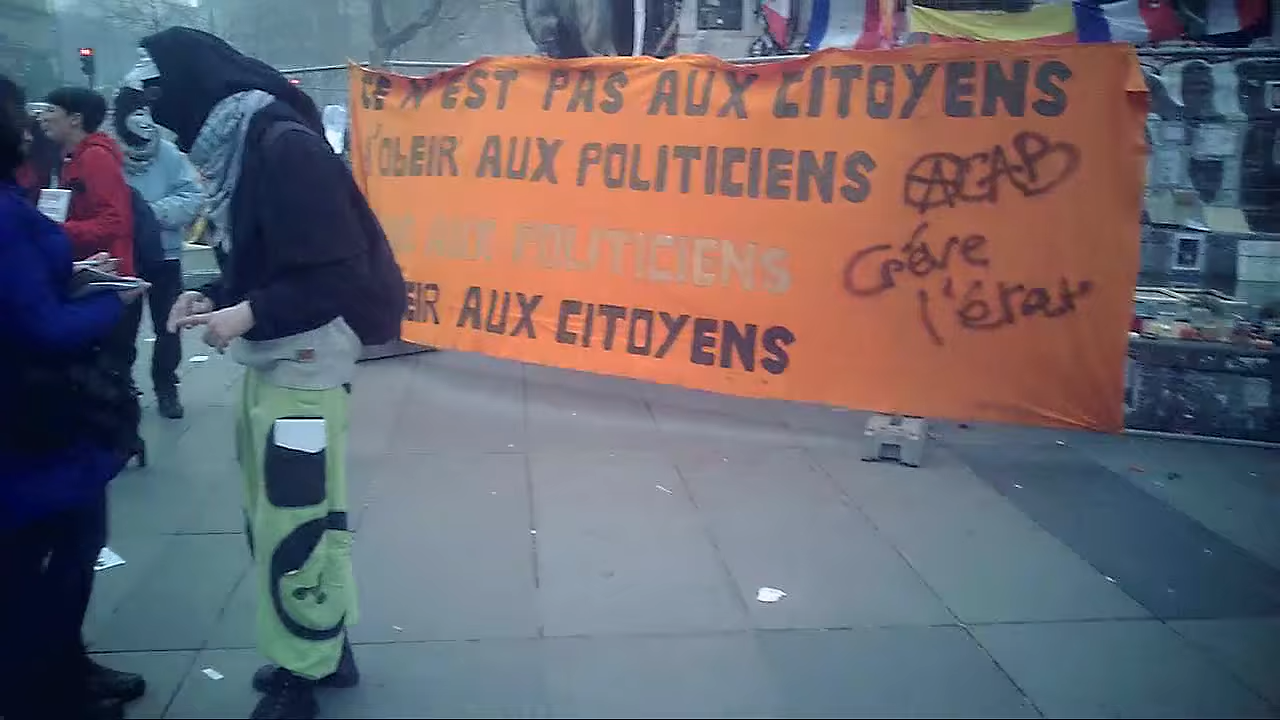 CE N'EST PAS AUX CITOYENS
D'OBEIR AUX POLITICIENS
AUX POLITICIENS
EIR AUX CITOYENS
ACAB
Crève
l'état